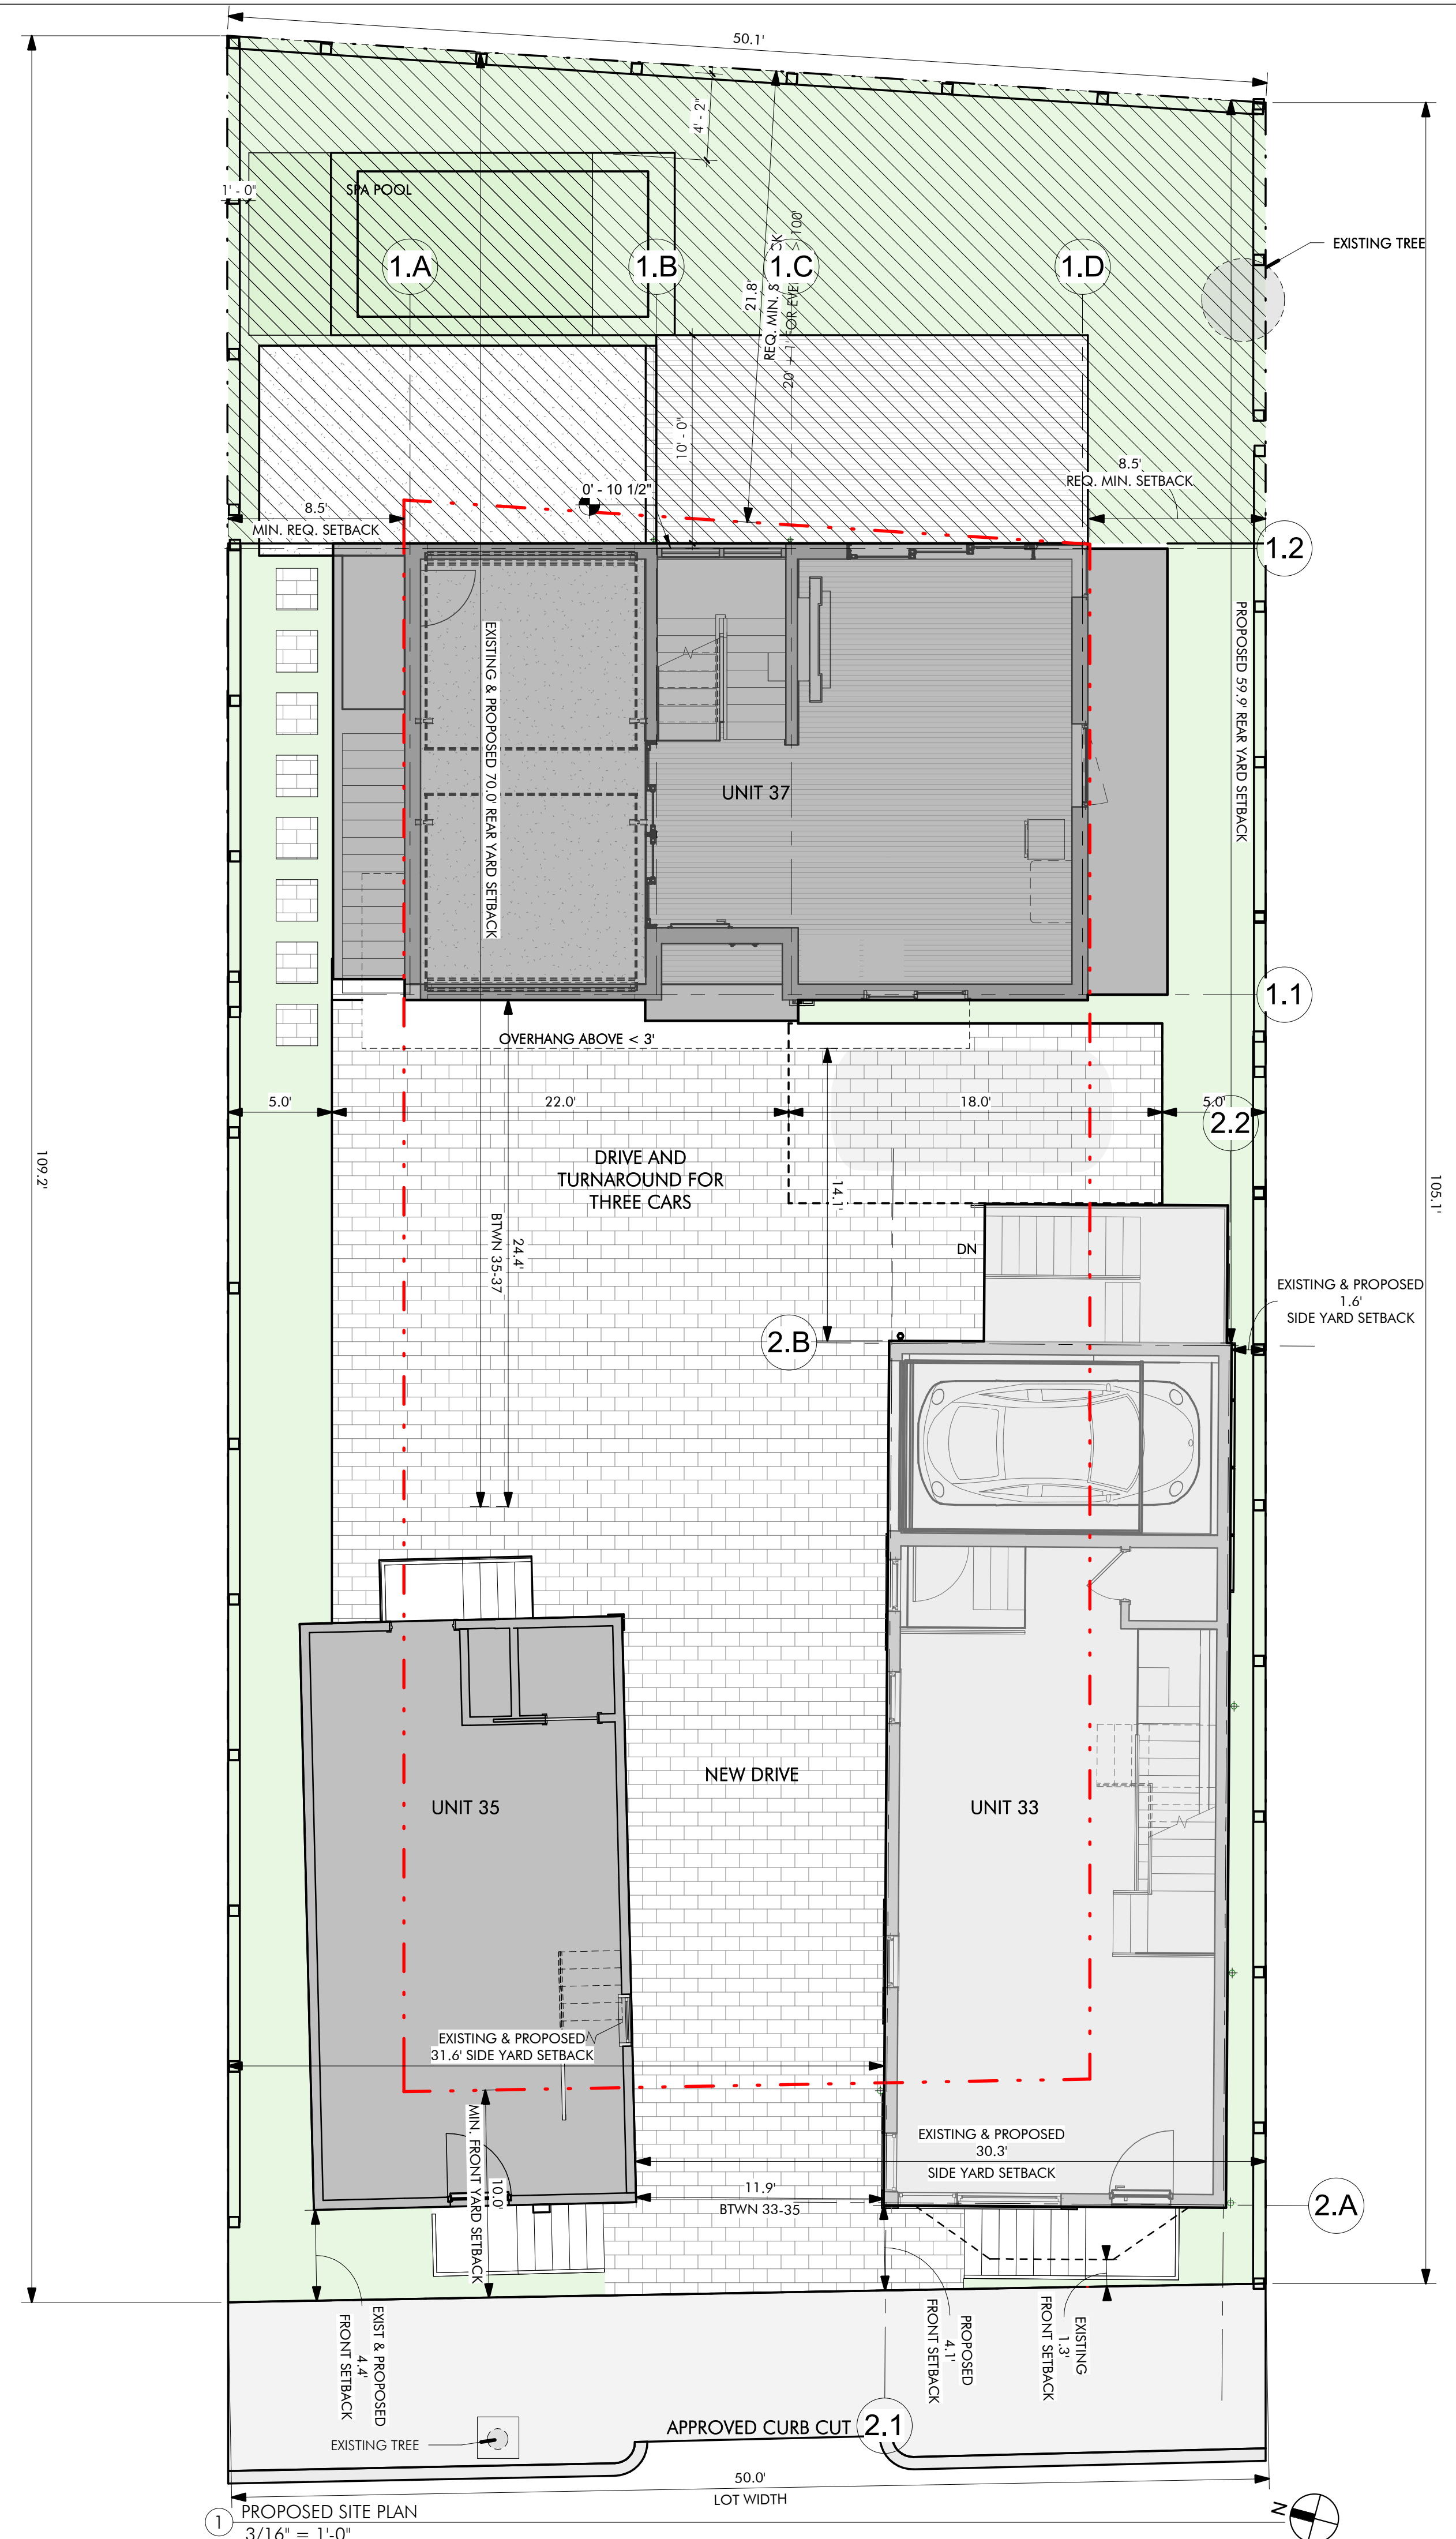 50.1'
4' - 2"
1' - 0"
SPA POOL
1.A
1.B
1.C
1.D
EXISTING TREE
21.8'
REQ. MIN. S
CK
20' + 1' FOR EVE
> 100'
10' - 0"
8.5'
REQ. MIN. SETBACK
0' - 10 1/2"
8.5'
MIN. REQ. SETBACK
1.2
EXISTING & PROPOSED 70.0' REAR YARD SETBACK
PROPOSED 59.9' REAR YARD SETBACK
UNIT 37
1.1
OVERHANG ABOVE < 3'
5.0'
22.0'
18.0'
5.0'
2.2
109.2'
105.1'
DRIVE AND
TURNAROUND FOR
THREE CARS
14.1'
24.4'
BTWN 35-37
DN
EXISTING & PROPOSED
1.6'
SIDE YARD SETBACK
2.B
NEW DRIVE
UNIT 35
UNIT 33
EXISTING & PROPOSED
31.6' SIDE YARD SETBACK
10.0'
MIN. FRONT YARD SETBACK
EXISTING & PROPOSED
30.3'
SIDE YARD SETBACK
11.9'
BTWN 33-35
2.A
EXIST & PROPOSED
4.4'
FRONT SETBACK
PROPOSED
4.1'
FRONT SETBACK
EXISTING
1.3'
FRONT SETBACK
APPROVED CURB CUT
2.1
EXISTING TREE
50.0'
LOT WIDTH
1
PROPOSED SITE PLAN
3/16" = 1'-0"
N